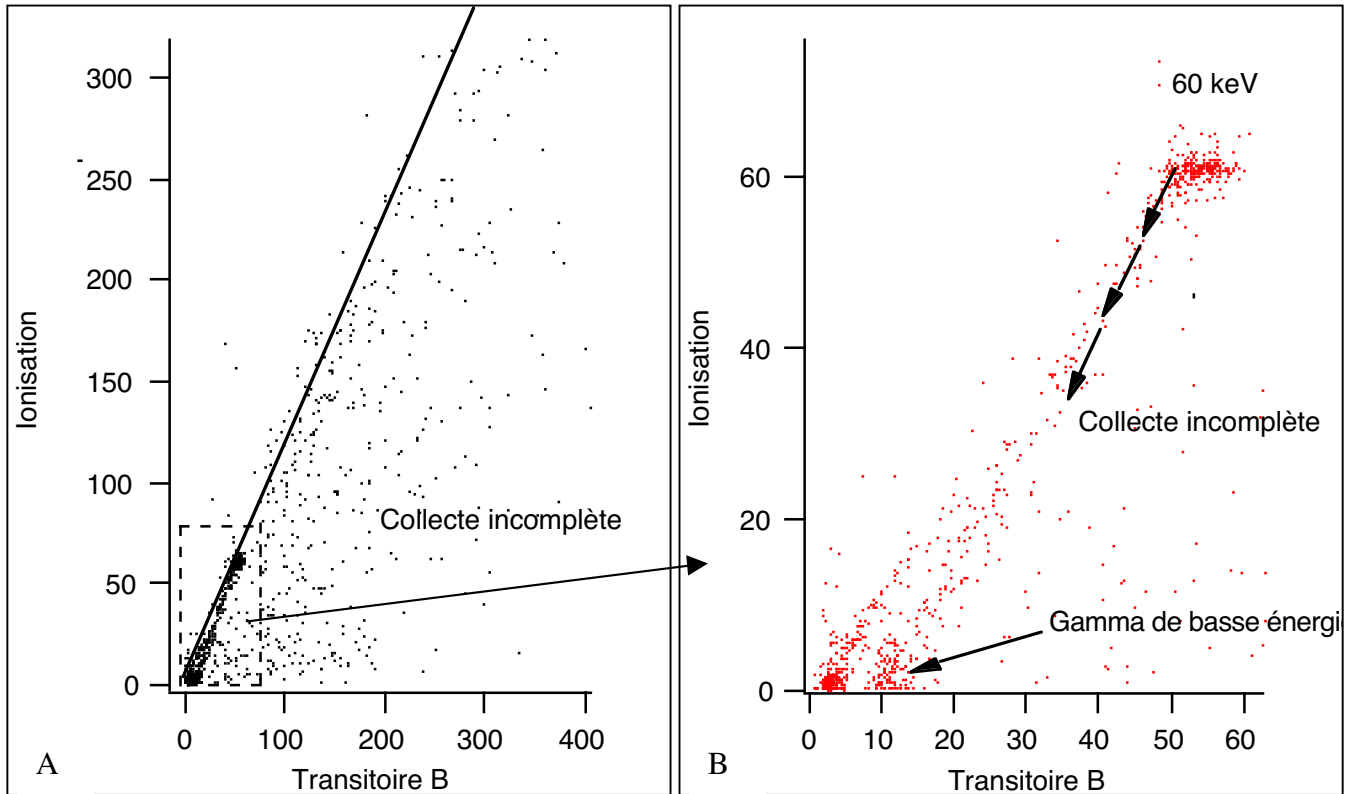 300
250
200
150
100
50
0
Ionisation
Collecte incomplète
0 100 200 300 400
Transitoire B
A
60 keV
60
40
20
0
Ionisation
Collecte incomplète
Gamma de basse énergi
0 10 20 30 40 50 60
Transitoire B
B